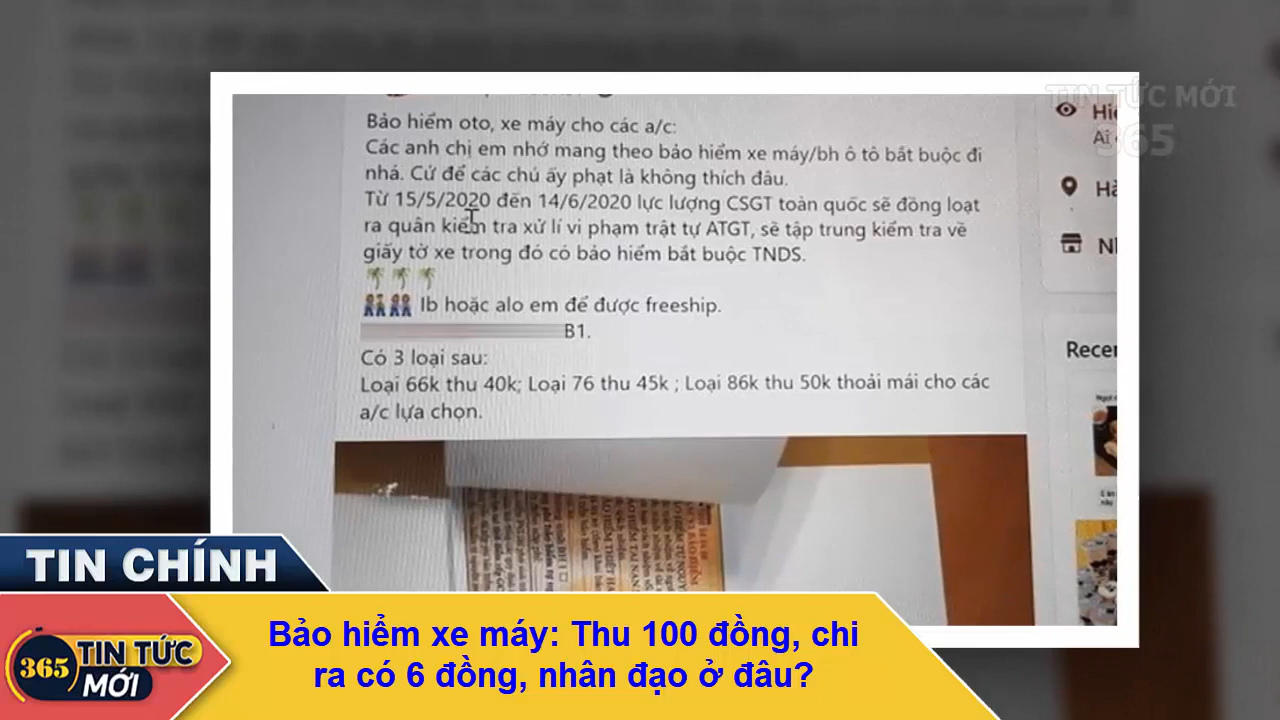 TIN TỨC MỚI
365
Bảo hiểm oto, xe máy cho các a/c:
Các anh chị em nhớ mang theo bảo hiểm xe máy/bh ô tô bắt buộc đi
nhá. Cứ để các chú ấy phạt là không thích đâu.
Từ 15/5/2020 đến 14/6/2020 lực lượng CSGT toàn quốc sẽ đồng loạt
ra quân kiểm tra xử lí vi phạm trật tự ATGT, sẽ tập trung kiểm tra về
giấy tờ xe trong đó có bảo hiểm bắt buộc TNDS.
Ib hoặc alo em để được freeship.
B1.
Có 3 loại sau:
Loại 66k thu 40k; Loại 76 thu 45k ; Loại 86k thu 50k thoải mái cho các
a/c lựa chọn.
Recer
TIN CHÍNH
365 TIN TỨC
MỚI
Bảo hiểm xe máy: Thu 100 đồng, chi
ra có 6 đồng, nhân đạo ở đâu?